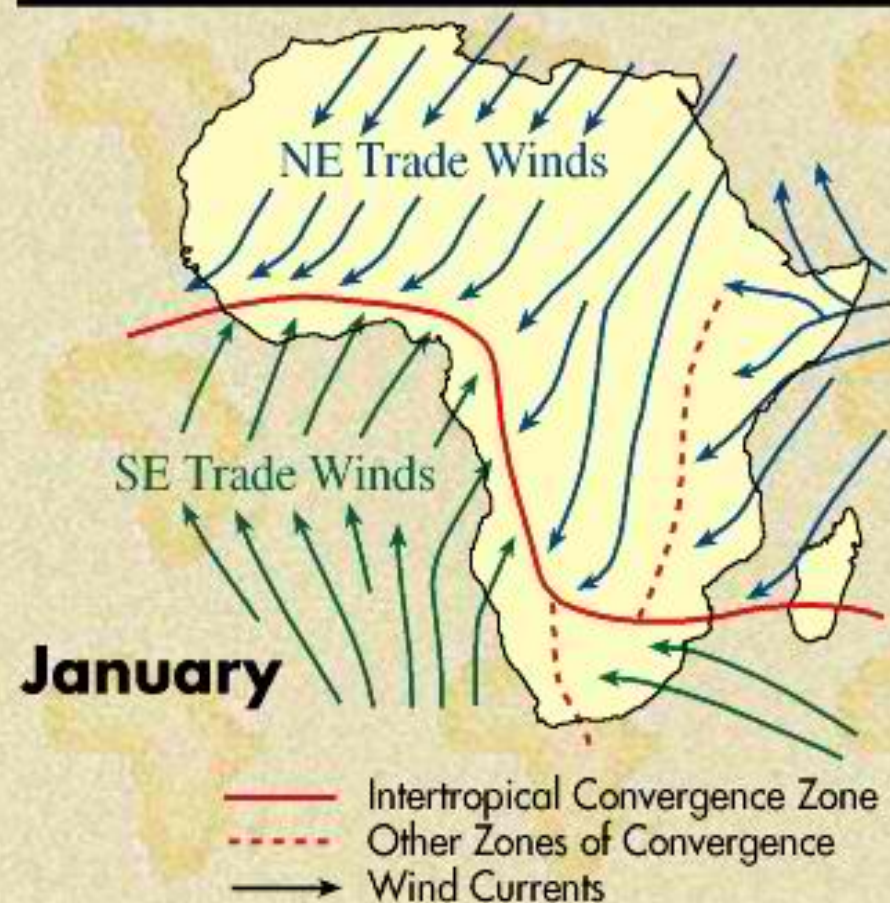 NE Trade Winds
SE Trade Winds
January
Intertropical Convergence Zone
Other Zones of Convergence
Wind Currents